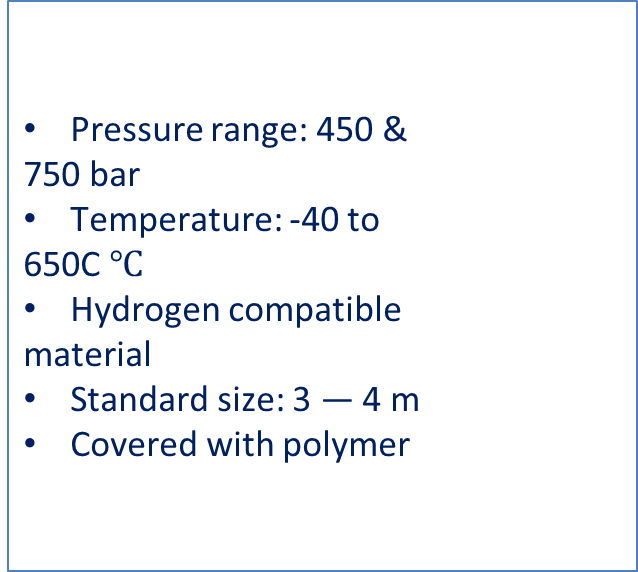 • Pressure range: 450 &
750 bar
• Temperature: -40 to
650C ℃
• Hydrogen compatible
material
• Standard size: 3 — 4 m
• Covered with polymer